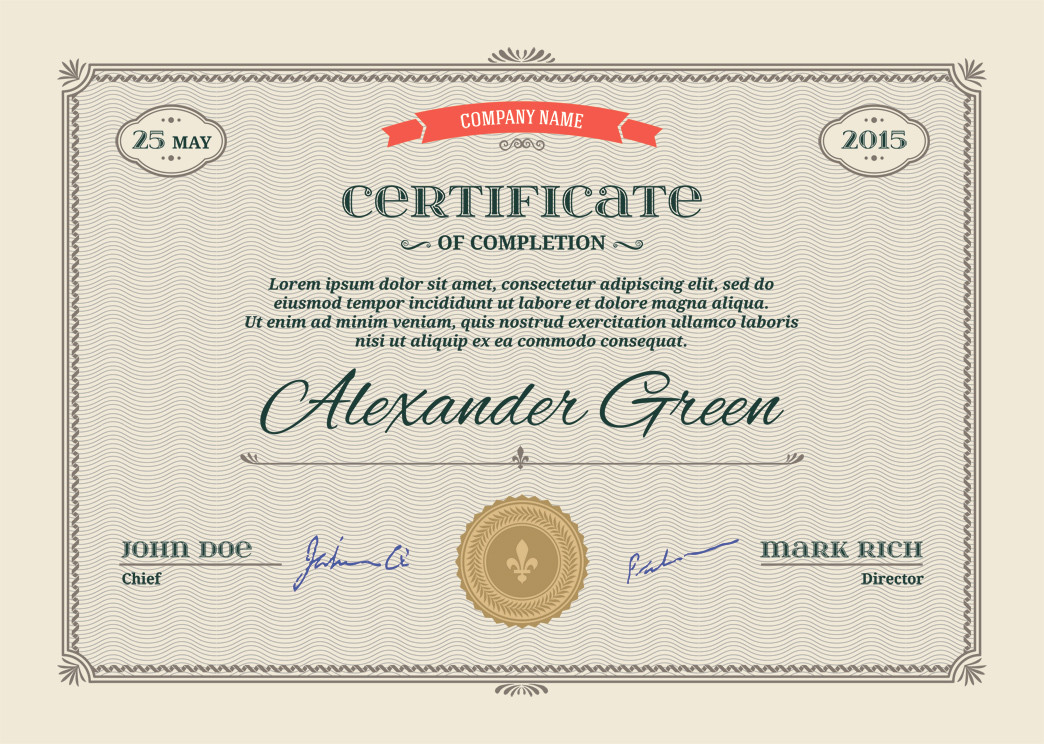 COMPANY NAME
25 MAY
2015
CERTIFICATE
OF COMPLETION
Lorem ipsum dolor sit amet, consectetur adipiscing elit, sed do
eiusmod tempor incididunt ut labore et dolore magna aliqua.
Ut enim ad minim veniam, quis nostrud exercitation ullamco laboris
nisi ut aliquip ex ea commodo consequat.
Alexander Green
JOHN DOE
Chief
MARK RICH
Director